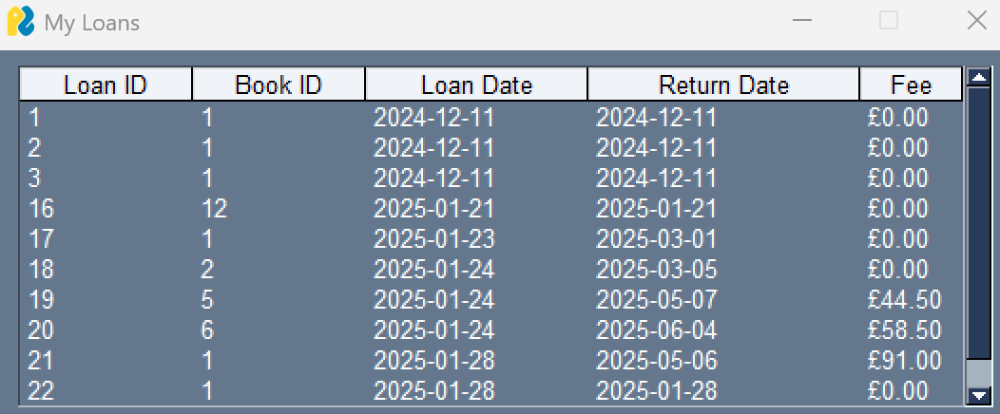 My Loans
Loan ID Book ID Loan Date Return Date Fee
1 1 2024-12-11 2024-12-11 £0.00
2 1 2024-12-11 2024-12-11 £0.00
3 1 2024-12-11 2024-12-11 £0.00
16 12 2025-01-21 2025-01-21 £0.00
17 1 2025-01-23 2025-03-01 £0.00
18 2 2025-01-24 2025-03-05 £0.00
19 5 2025-01-24 2025-05-07 £44.50
20 6 2025-01-24 2025-06-04 £58.50
21 1 2025-01-28 2025-05-06 £91.00
22 1 2025-01-28 2025-01-28 £0.00